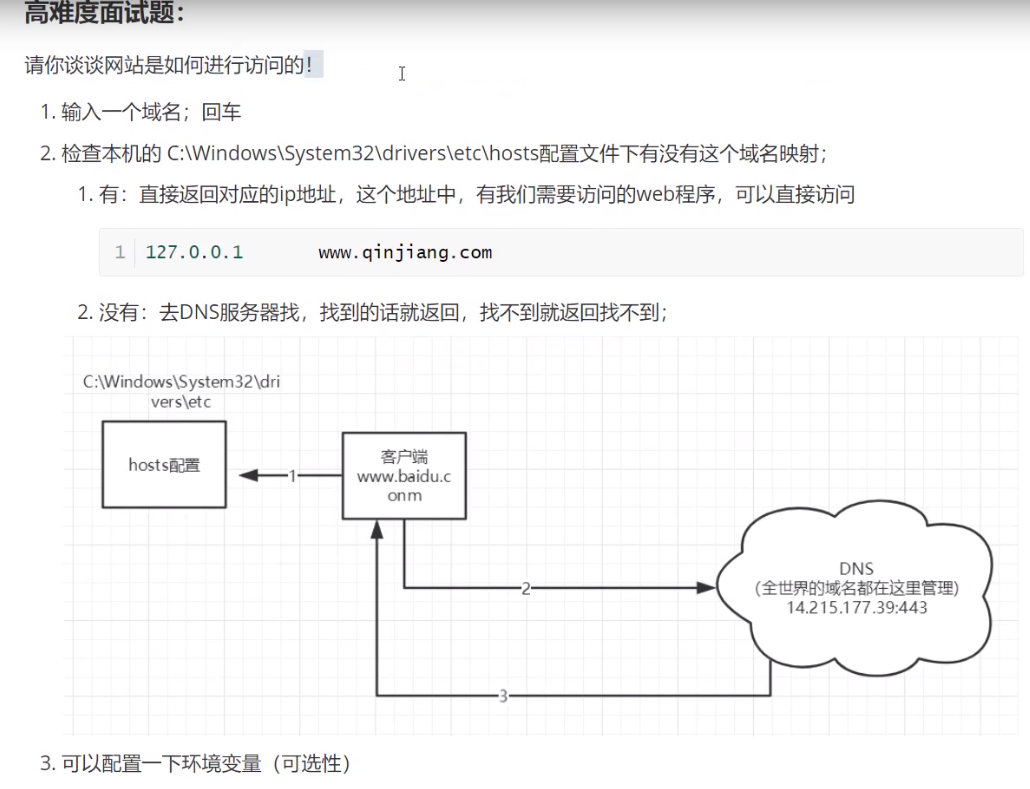 高难度面试题：
请你谈谈网站是如何进行访问的！
1. 输入一个域名；回车
2. 检查本机的 C:\Windows\System32\drivers\etc\hosts配置文件下有没有这个域名映射；
1. 有：直接返回对应的ip地址，这个地址中，有我们需要访问的web程序，可以直接访问
1 127.0.0.1 www.qinjiang.com
2. 没有：去DNS服务器找，找到的话就返回，找不到就返回找不到；
C:\Windows\System32\dri
vers\etc
hosts配置
1
客户端
www.baidu.c
onm
2
DNS
(全世界的域名都在这里管理)
14.215.177.39:443
3
3. 可以配置一下环境变量（可选性）